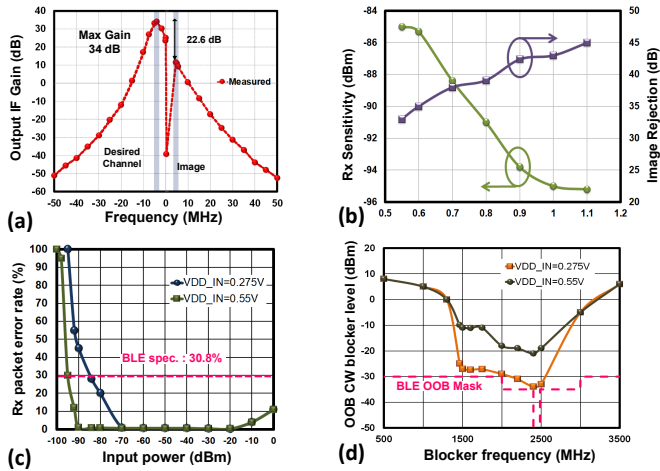 Output IF Gain (dB)
40
30
20
10
0
-10
-20
-30
-40
-50
-60
Max Gain
34 dB
22.6 dB
Measured
Desired
Channel
Image
-50 -40 -30 -20 -10 0 10 20 30 40 50
Frequency (MHz)
(a)
Rx Sensitivity (dBm)
-84
-86
-88
-90
-92
-94
-96
50
45
40
35
30
25
20
Image Rejection (dB)
0.5 0.6 0.7 0.8 0.9 1 1.1 1.2
(b)
Rx packet error rate (%)
100
90
80
70
60
50
40
30
20
10
0
VDD_IN=0.275V
VDD_IN=0.55V
BLE spec. : 30.8%
-100 -90 -80 -70 -60 -50 -40 -30 -20 -10 0
Input power (dBm)
(c)
OOB CW blocker level (dBm)
20
10
0
-10
-20
-30
-40
-50
VDD_IN=0.275V
VDD_IN=0.55V
BLE OOB Mask
500 1000 1500 2000 2500 3000 3500
Blocker frequency (MHz)
(d)